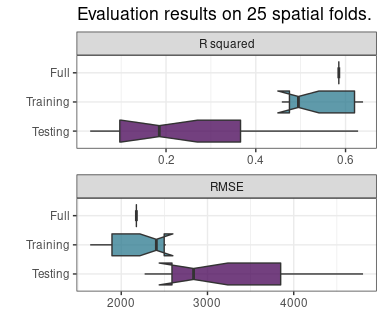 Evaluation results on 25 spatial folds.
R squared
Full
Training
Testing
0.2 0.4 0.6
RMSE
Full
Training
Testing
2000 3000 4000